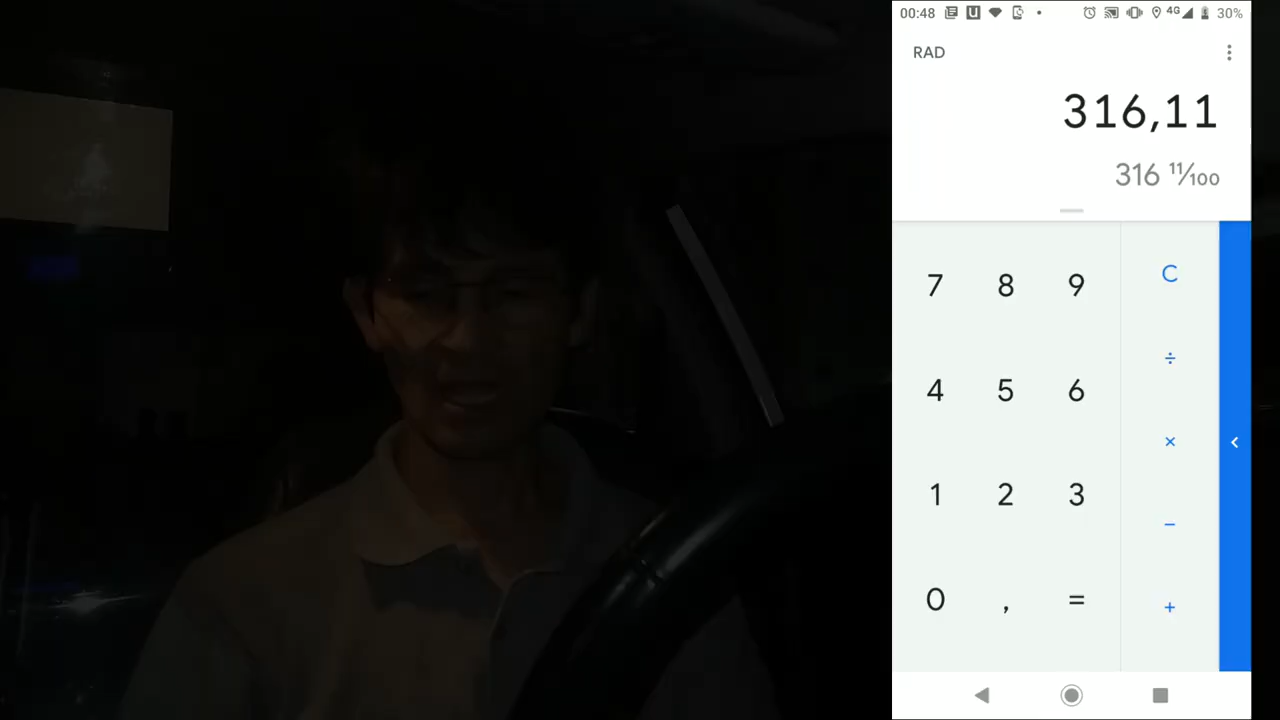 00:48 U 4G 30%
RAD
316,11
316 ¹¹⁄₁₀₀
7 8 9 C
÷
4 5 6
×
1 2 3
−
0 , = +